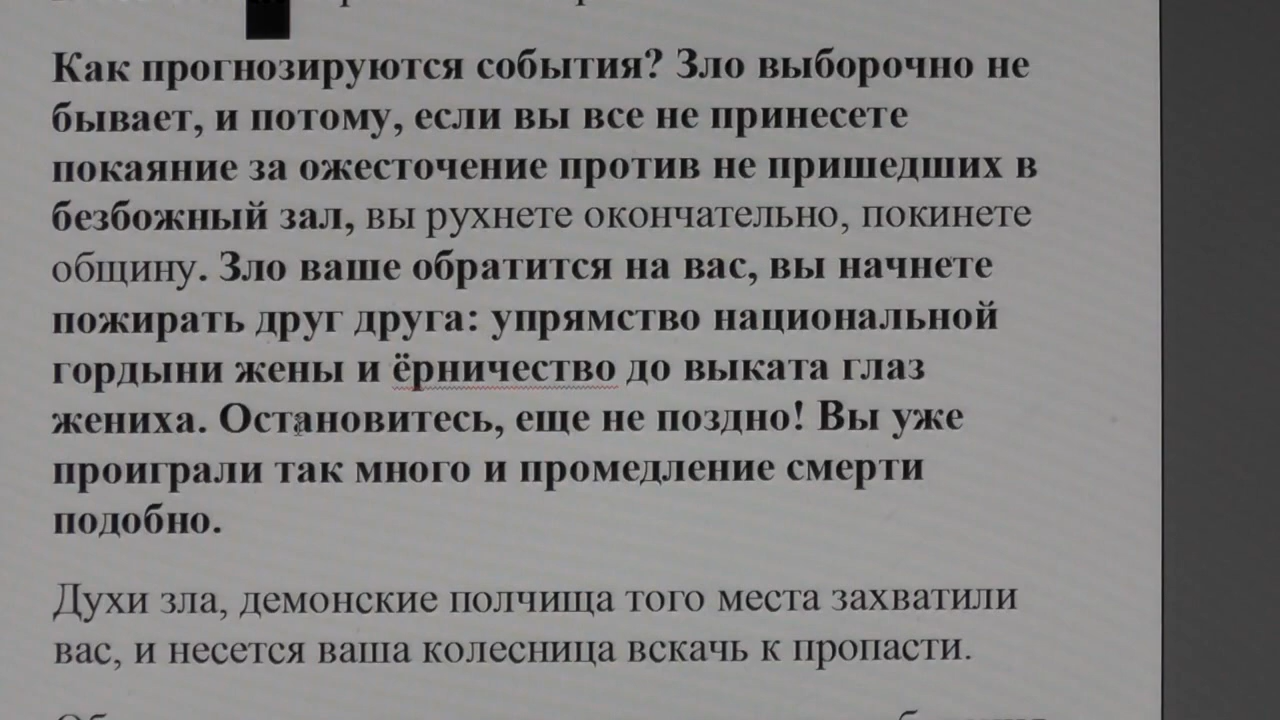 Как прогнозируются события? Зло выборочно не
бывает, и потому, если вы все не принесете
покаяние за ожесточение против не пришедших в
безбожный зал, вы рухнете окончательно, покинете
общину. Зло ваше обратится на вас, вы начнете
пожирать друг друга: упрямство национальной
гордыни жены и ёрничество до выката глаз
жениха. Остановитесь, еще не поздно! Вы уже
проиграли так много и промедление смерти
подобно.
Духи зла, демонские полчища того места захватили
вас, и несется ваша колесница вскачь к пропасти.